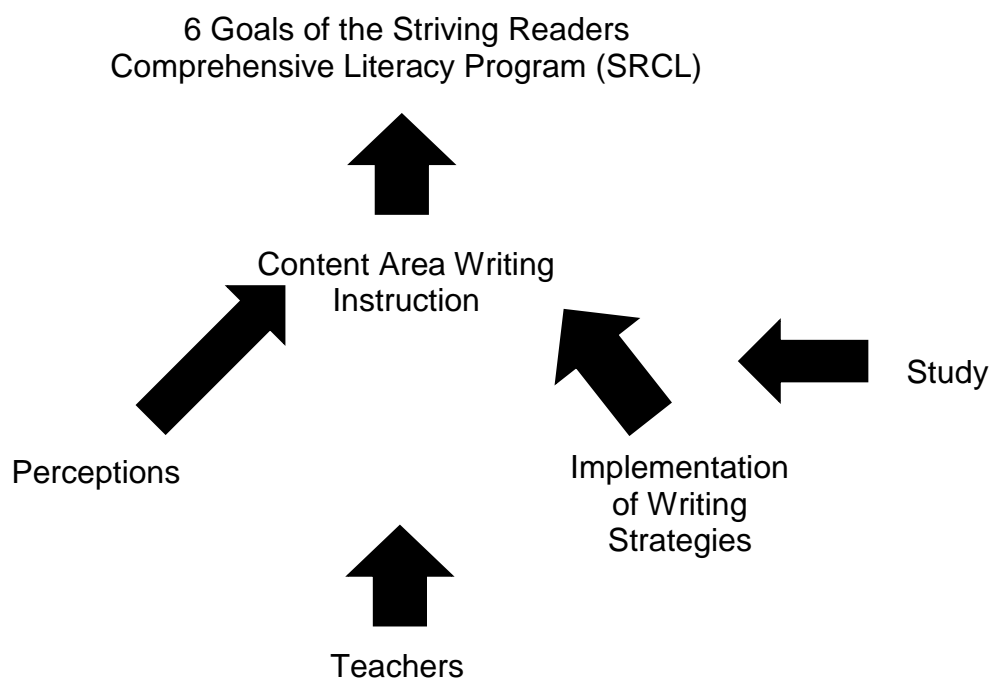 6 Goals of the Striving Readers
Comprehensive Literacy Program (SRCL)
Content Area Writing
Instruction
Study
Perceptions
Implementation
of Writing
Strategies
Teachers